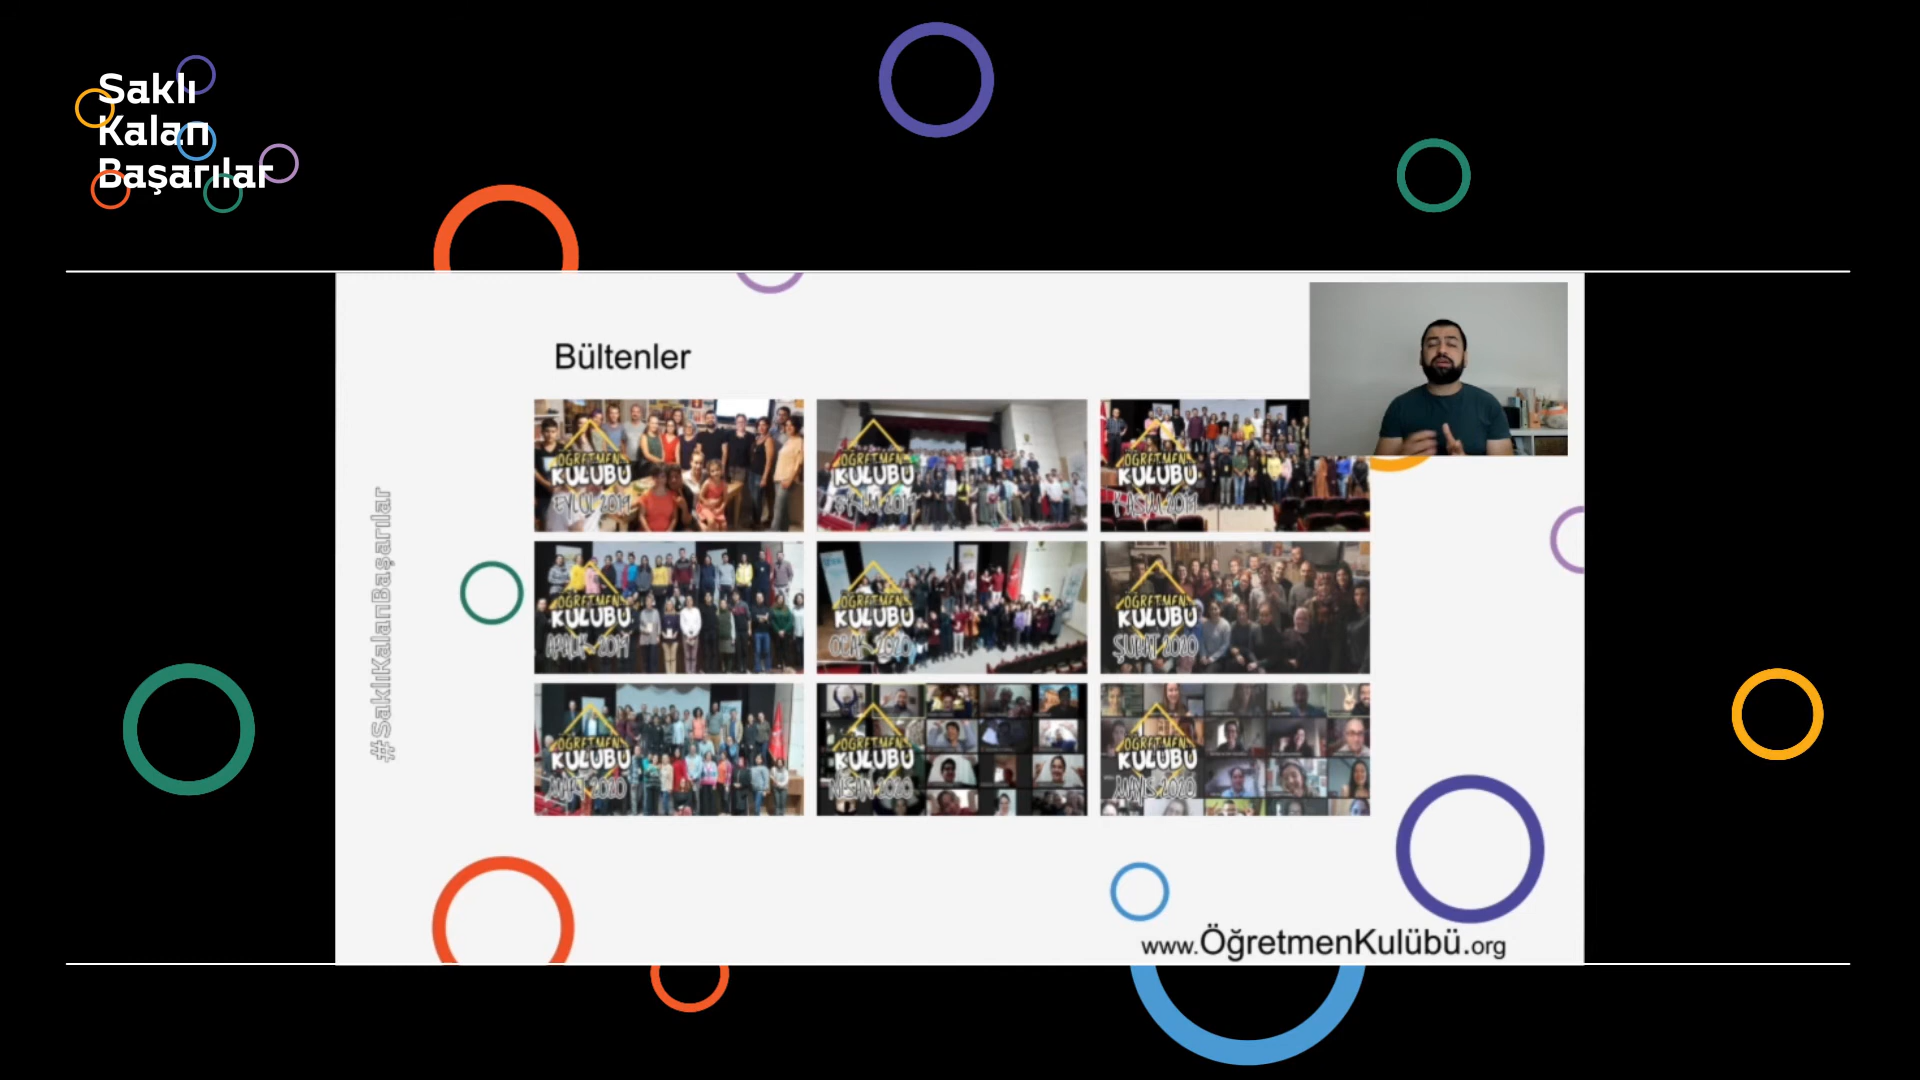 Saklı
Kalan
Başarılar
#SaklıKalanBaşarılar
Bültenler
ÖĞRETMEN
KULÜBÜ
EYLÜL 2019
ÖĞRETMEN
KULÜBÜ
ÖĞRETMEN
KULÜBÜ
KASIM 2019
ÖĞRETMEN
KULÜBÜ
ARALIK 2019
ÖĞRETMEN
KULÜBÜ
OCAK 2020
ÖĞRETMEN
KULÜBÜ
ŞUBAT 2020
ÖĞRETMEN
KULÜBÜ
MART 2020
ÖĞRETMEN
KULÜBÜ
NİSAN 2020
ÖĞRETMEN
KULÜBÜ
MAYIS 2020
www.ÖğretmenKulübü.org